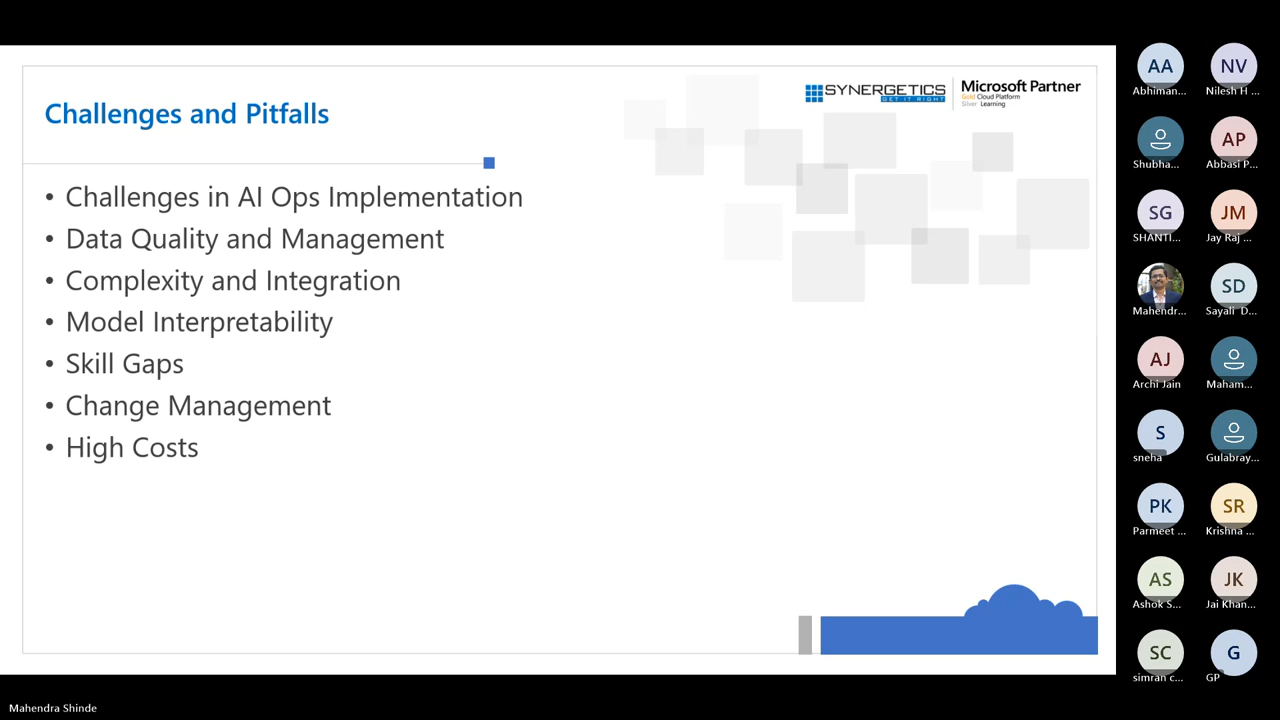 SYNERGETICS
GET IT RIGHT
Microsoft Partner
Gold Cloud Platform
Silver Learning
Challenges and Pitfalls
• Challenges in AI Ops Implementation
• Data Quality and Management
• Complexity and Integration
• Model Interpretability
• Skill Gaps
• Change Management
• High Costs
AA
Abhiman...
NV
Nilesh H ...
Shubha...
AP
Abbasi P...
SG
SHANTI...
JM
Jay Raj ...
Mahendr...
SD
Sayali D...
AJ
Archi Jain
Maham...
S
sneha
Gulabray...
PK
Parmeet ...
SR
Krishna ...
AS
Ashok S...
JK
Jai Khan...
SC
simran c...
G
GP
Mahendra Shinde